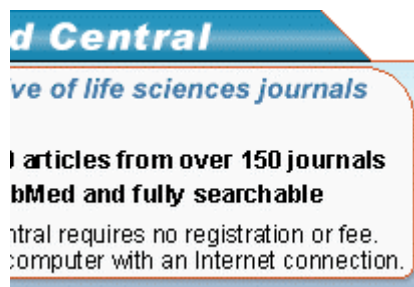 d Central
ve of life sciences journals
0 articles from over 150 journals
bMed and fully searchable
ntral requires no registration or fee.
computer with an Internet connection.